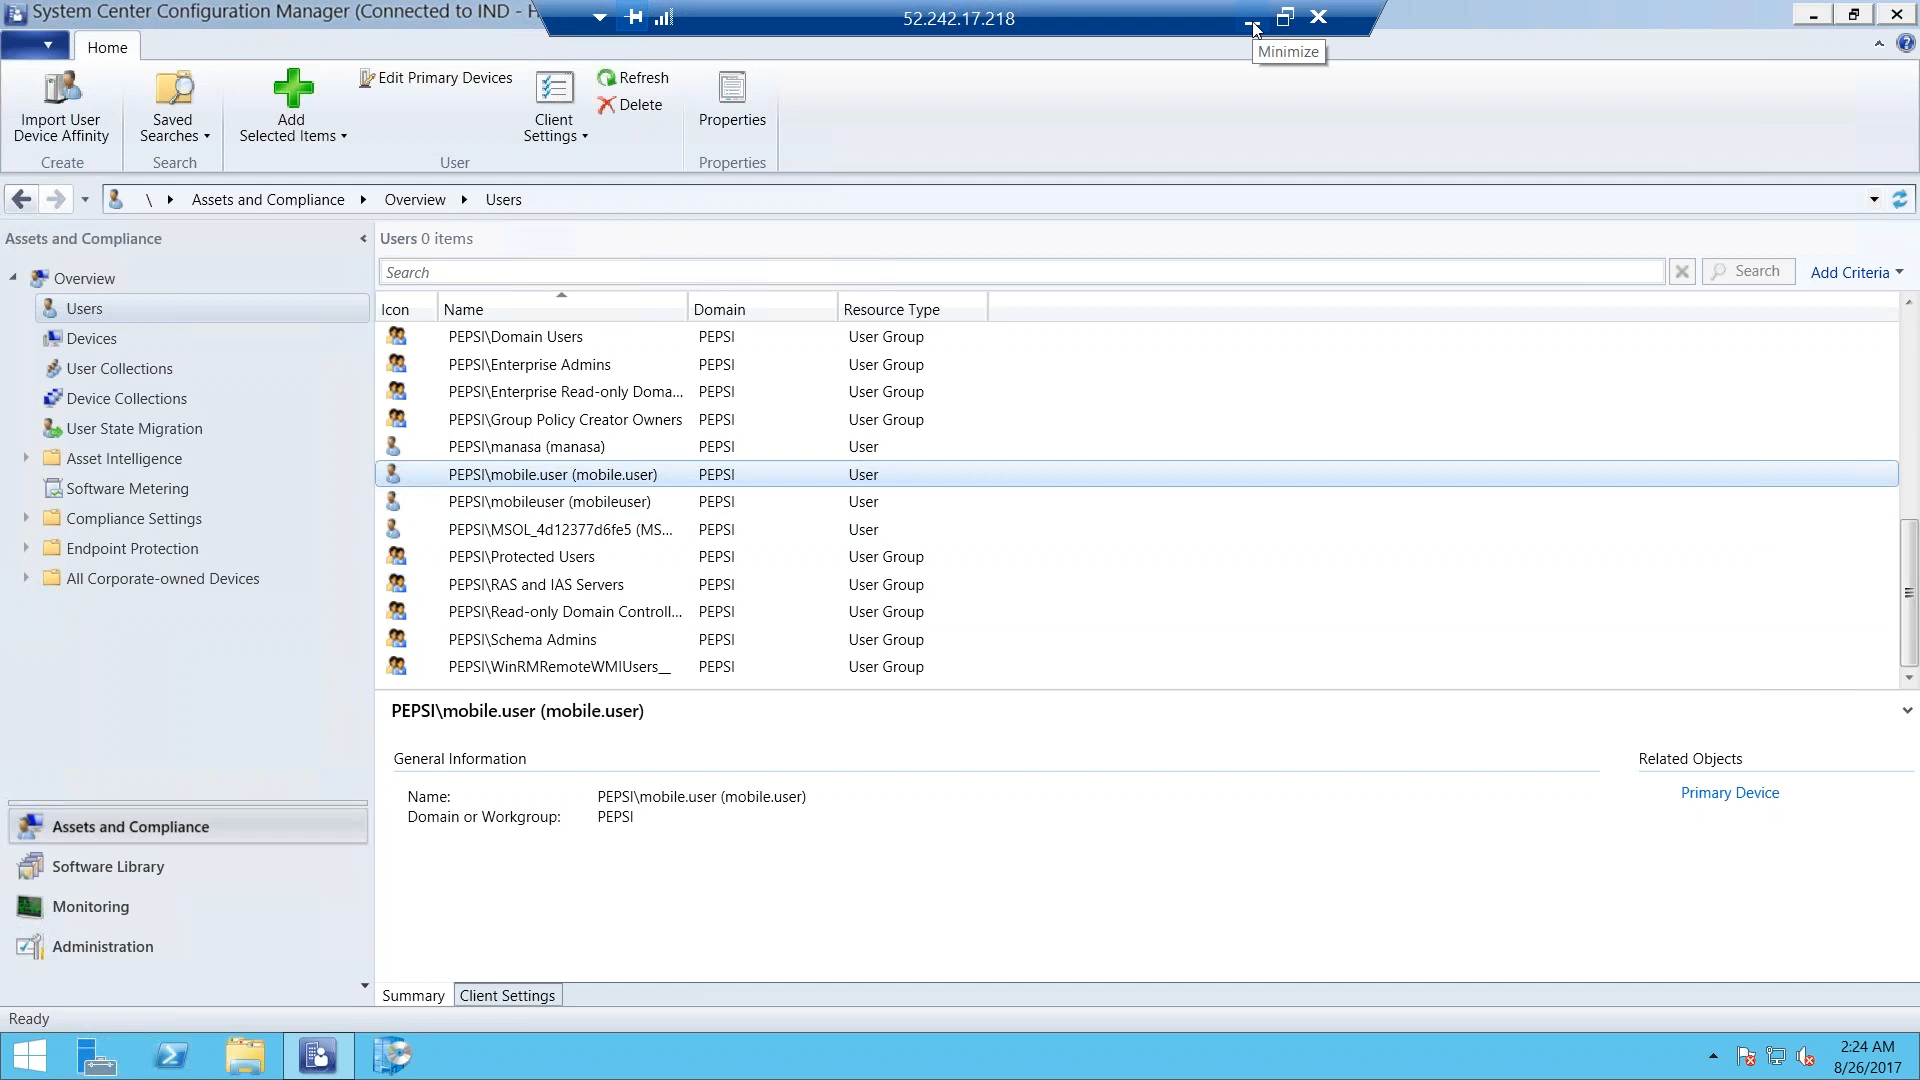 System Center Configuration Manager (Connected to IND - H
52.242.17.218
Minimize
Home
Import User
Device Affinity
Create
Saved
Searches
Search
Add
Selected Items
Edit Primary Devices
Client
Settings
Refresh
Delete
User
Properties
Properties
\ Assets and Compliance Overview Users
Assets and Compliance
Overview
Users
Devices
User Collections
Device Collections
User State Migration
Asset Intelligence
Software Metering
Compliance Settings
Endpoint Protection
All Corporate-owned Devices
Assets and Compliance
Software Library
Monitoring
Administration
Users 0 items
Search
Search
Add Criteria
Icon Name Domain Resource Type
PEPSI\Domain Users PEPSI User Group
PEPSI\Enterprise Admins PEPSI User Group
PEPSI\Enterprise Read-only Doma... PEPSI User Group
PEPSI\Group Policy Creator Owners PEPSI User Group
PEPSI\manasa (manasa) PEPSI User
PEPSI\mobile.user (mobile.user) PEPSI User
PEPSI\mobileuser (mobileuser) PEPSI User
PEPSI\MSOL_4d12377d6fe5 (MS... PEPSI User
PEPSI\Protected Users PEPSI User Group
PEPSI\RAS and IAS Servers PEPSI User Group
PEPSI\Read-only Domain Controll... PEPSI User Group
PEPSI\Schema Admins PEPSI User Group
PEPSI\WinRMRemoteWMIUsers__ PEPSI User Group
PEPSI\mobile.user (mobile.user)
General Information
Name: PEPSI\mobile.user (mobile.user)
Domain or Workgroup: PEPSI
Related Objects
Primary Device
Summary Client Settings
Ready
2:24 AM
8/26/2017